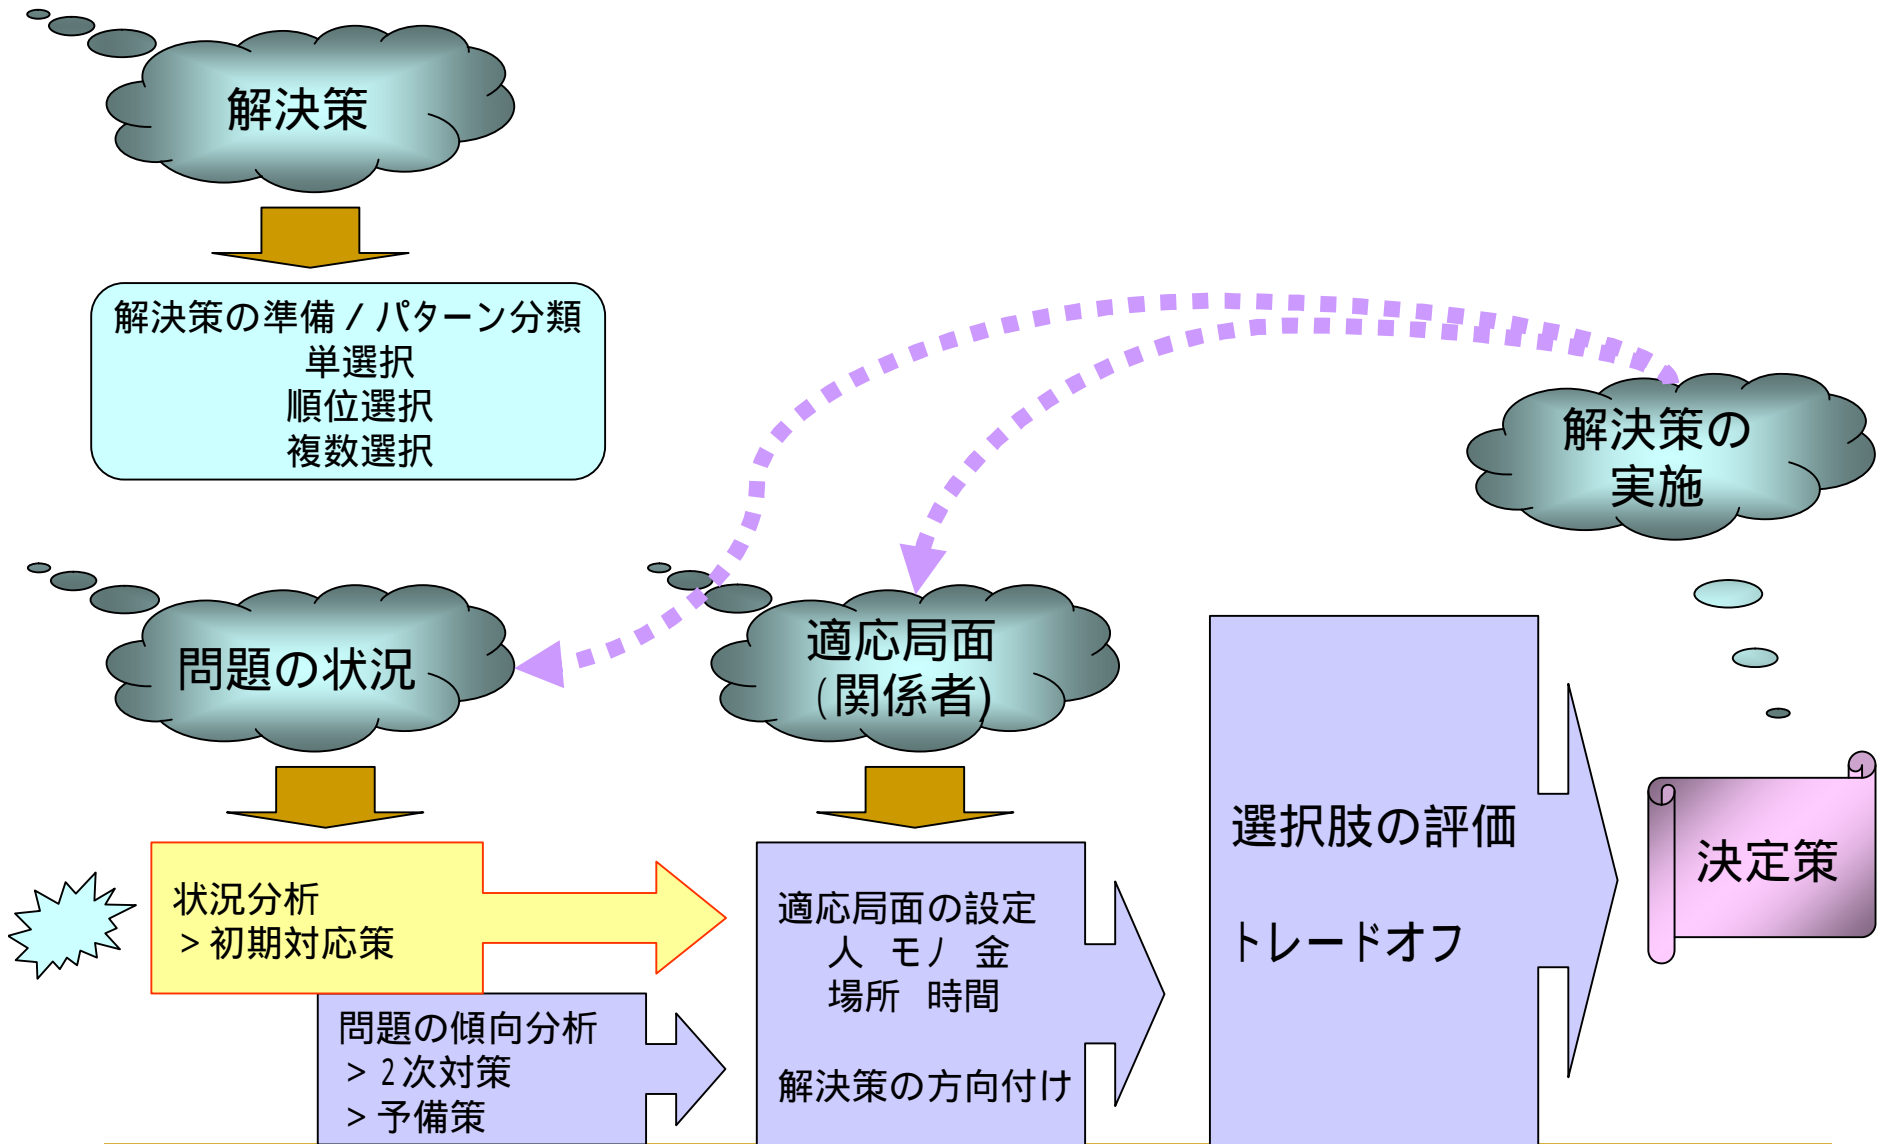 解決策
解決策の準備/パターン分類
単選択
順位選択
複数選択
解決策の
実施
問題の状況
適応局面
(関係者)
状況分析
>初期対応策
問題の傾向分析
>2次対策
>予備策
適応局面の設定
人 モノ 金
場所 時間
解決策の方向付け
選択肢の評価
トレードオフ
決定策